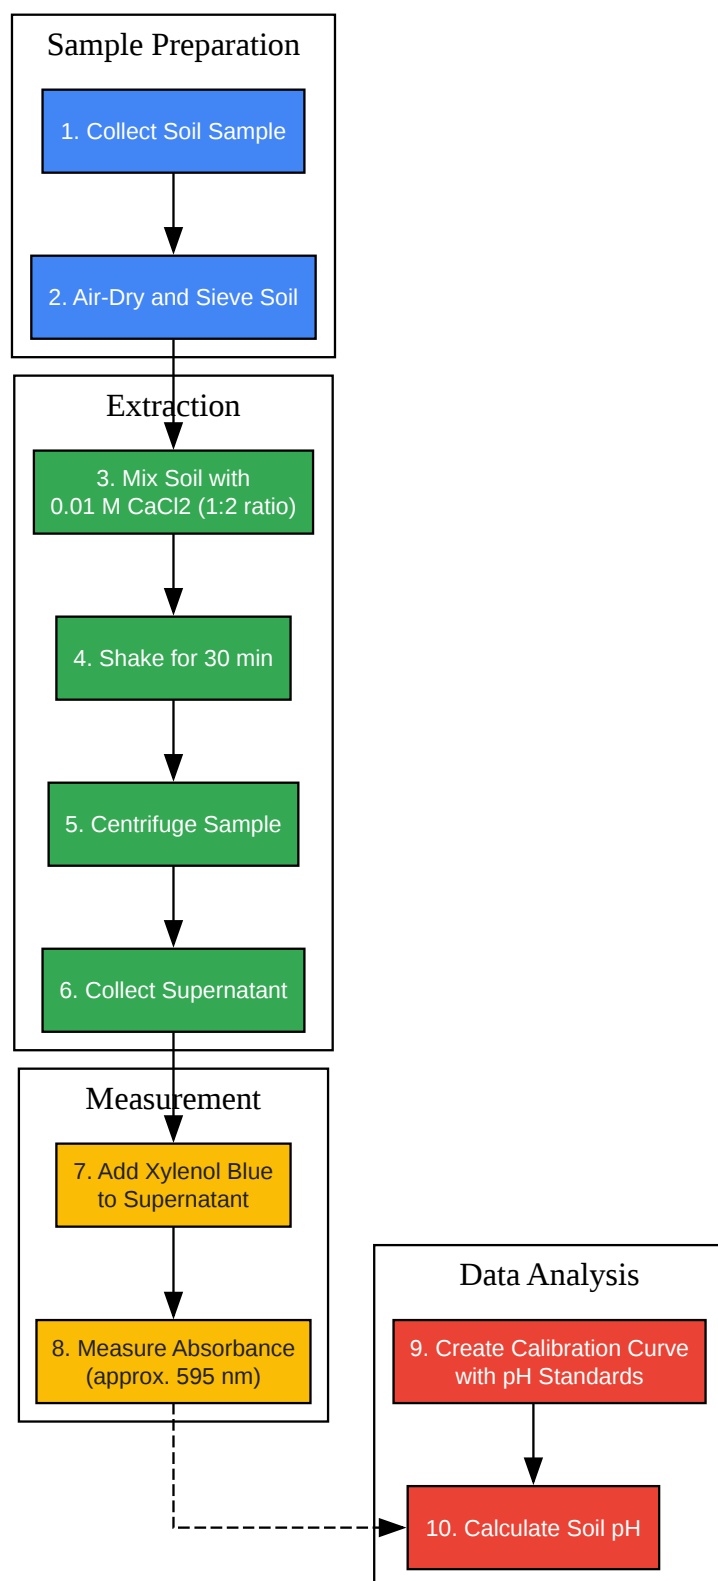 Sample Preparation
1. Collect Soil Sample
2. Air-Dry and Sieve Soil
Extraction
3. Mix Soil with
0.01 M CaCl2 (1:2 ratio)
4. Shake for 30 min
5. Centrifuge Sample
6. Collect Supernatant
Measurement
7. Add Xylenol Blue
to Supernatant
8. Measure Absorbance
(approx. 595 nm)
Data Analysis
9. Create Calibration Curve
with pH Standards
10. Calculate Soil pH